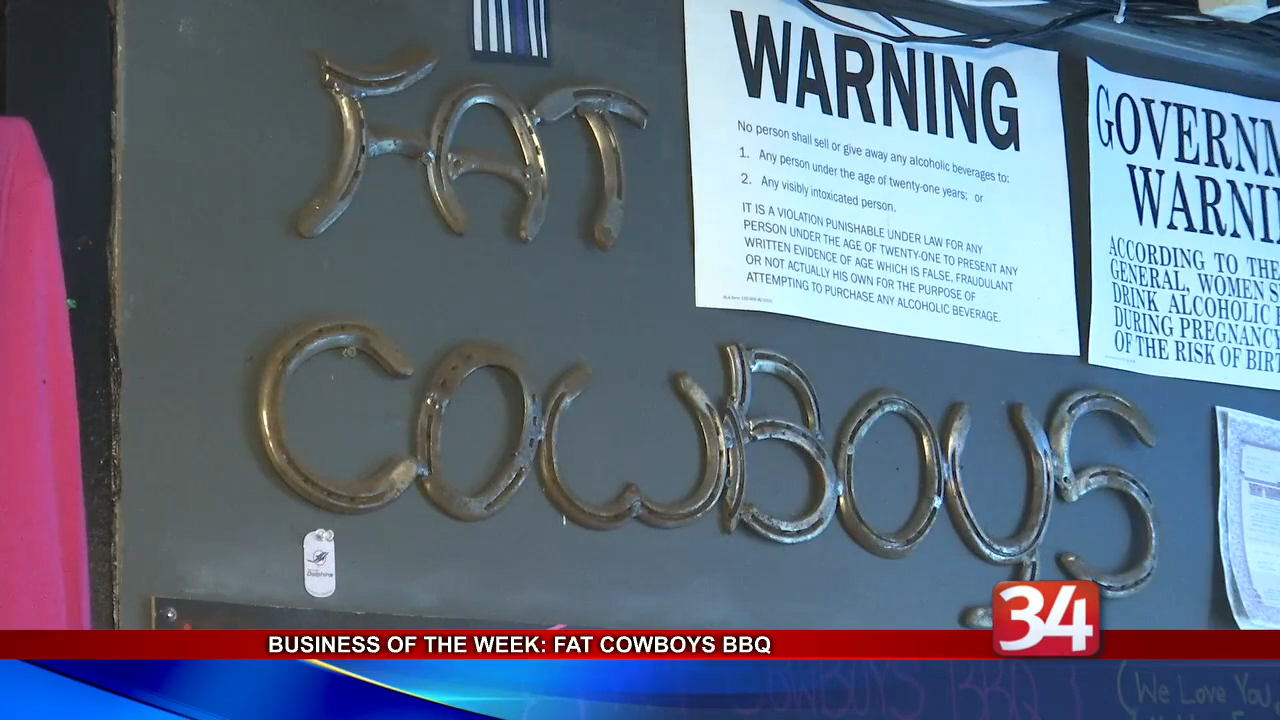 FAT
COWBOYS
WARNING
No person shall sell or give away any alcoholic beverages to:
1. Any person under the age of twenty-one years; or
2. Any visibly intoxicated person.
IT IS A VIOLATION PUNISHABLE UNDER LAW FOR ANY
PERSON UNDER THE AGE OF TWENTY-ONE TO PRESENT ANY
WRITTEN EVIDENCE OF AGE WHICH IS FALSE, FRAUDULANT
OR NOT ACTUALLY HIS OWN FOR THE PURPOSE OF
ATTEMPTING TO PURCHASE ANY ALCOHOLIC BEVERAGE.
GOVERNM
WARNI
ACCORDING TO THE
GENERAL, WOMEN S
DRINK ALCOHOLIC
DURING PREGNANCY
OF THE RISK OF BIR
Dolphins
34
BUSINESS OF THE WEEK: FAT COWBOYS BBQ
COWBOYS BBQ
(We Love You,